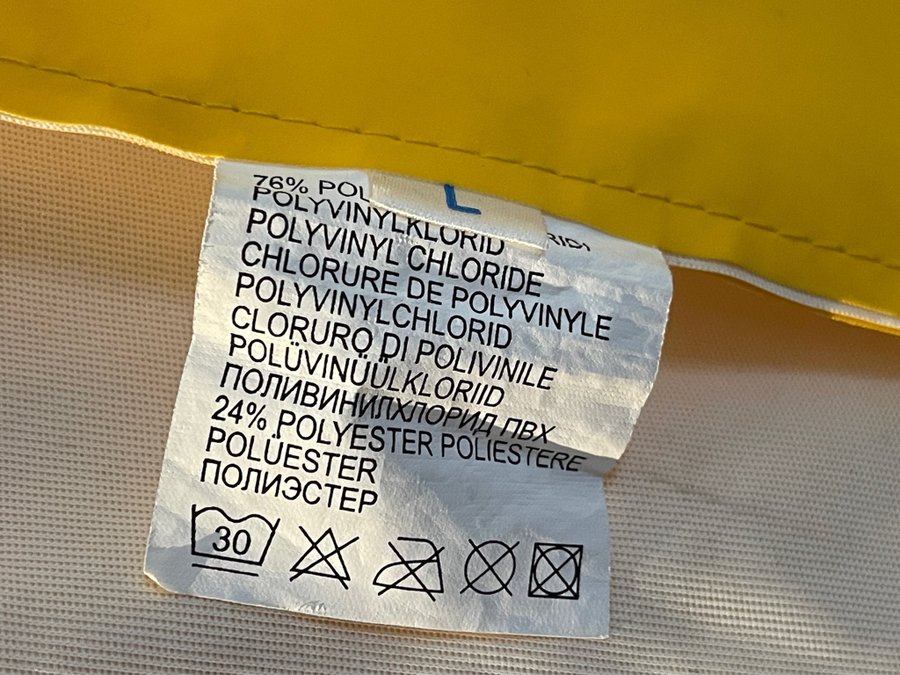 L
76%
POLYVINYLKLORID
POLYVINYL CHLORIDE
CHLORURE DE POLYVINYLE
POLYVINYLCHLORID
CLORURO DI POLIVINILE
POLÜVINÜÜLKLORIID
ПОЛИВИНИЛХЛОРИД ПВХ
24% POLYESTER POLIESTERE
POLÜESTER
ПОЛИЭСТЕР
30